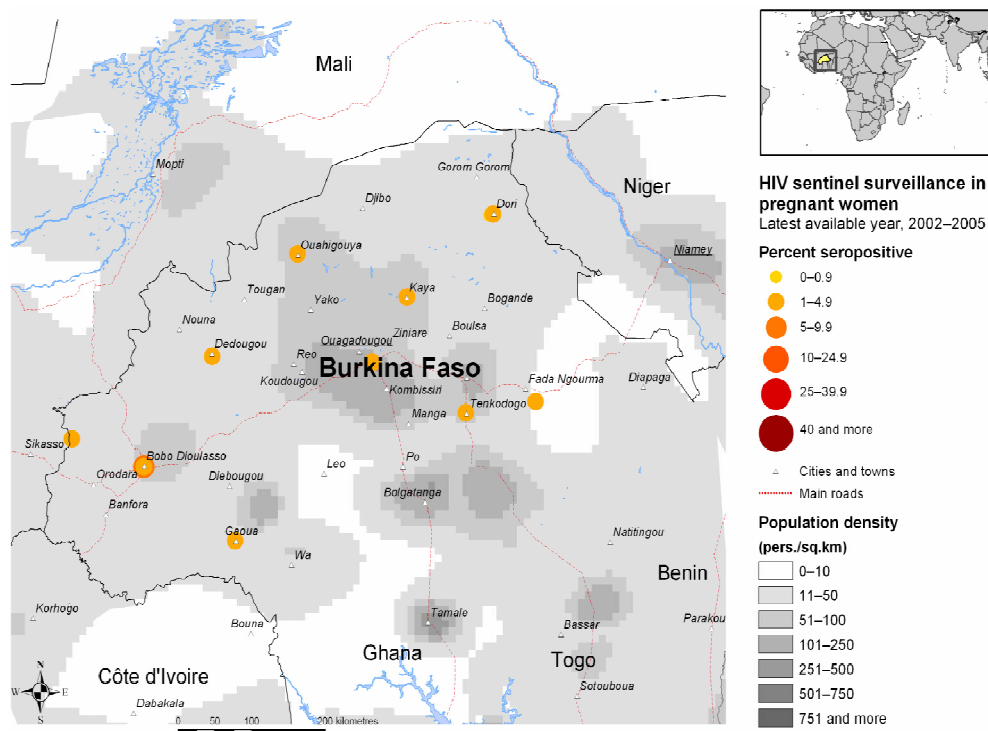 Mali
Mopti
Gorom Gorom
Niger
Djibo
Dori
Ouahigouya
Niamey
Tougan
Yako
Kaya
Bogande
Nouna
Ziniare
Boulsa
Dedougou
Ouagadougou
Reo
Burkina Faso
Koudougou
Kombissiri
Fada Ngourma
Diapaga
Manga
Tenkodogo
Sikasso
Bobo Dioulasso
Leo
Po
Orodara
Diebougou
Bolgatanga
Banfora
Gaoua
Natitingou
Wa
Benin
Korhogo
Bouna
Tamale
Bassar
Parakou
Ghana
Togo
Côte d'Ivoire
Sotouboua
Dabakala
N
W E
S
0 50 100 200 kilometres
HIV sentinel surveillance in
pregnant women
Latest available year, 2002–2005
Percent seropositive
0–0.9
1–4.9
5–9.9
10–24.9
25–39.9
40 and more
Cities and towns
Main roads
Population density
(pers./sq.km)
0–10
11–50
51–100
101–250
251–500
501–750
751 and more